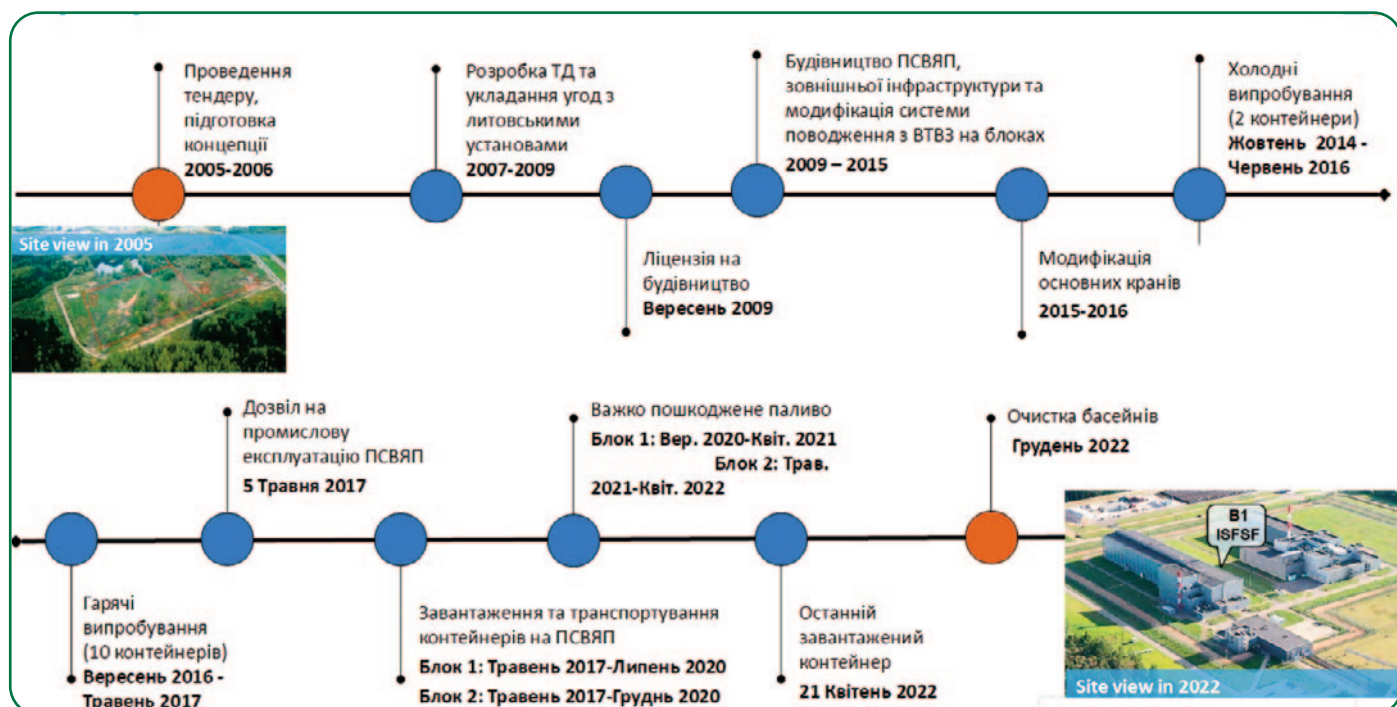 Проведення
тендеру,
підготовка
концепції
2005-2006
Розробка ТД та
укладання угод з
литовськими
установами
2007-2009
Ліцензія на
будівництво
Вересень 2009
Будівництво ПСВЯП,
зовнішньої інфраструктури та
модифікація системи
поводження з ВТВЗ на блоках
2009 – 2015
Модифікація
основних кранів
2015-2016
Холодні
випробування
(2 контейнери)
Жовтень 2014 -
Червень 2016
Site view in 2005
Гарячі
випробування
(10 контейнерів)
Вересень 2016 -
Травень 2017
Дозвіл на
промислову
експлуатацію ПСВЯП
5 Травня 2017
Завантаження та транспортування
контейнерів на ПСВЯП
Блок 1: Травень 2017-Липень 2020
Блок 2: Травень 2017-Груднь 2020
Важко пошкоджене паливо
Блок 1: Вер. 2020-Квіт. 2021
Блок 2: Трав.
2021-Квіт. 2022
Останній
завантажений
контейнер
21 Квітень 2022
Очистка басейнів
Грудень 2022
B1
ISFSF
Site view in 2022